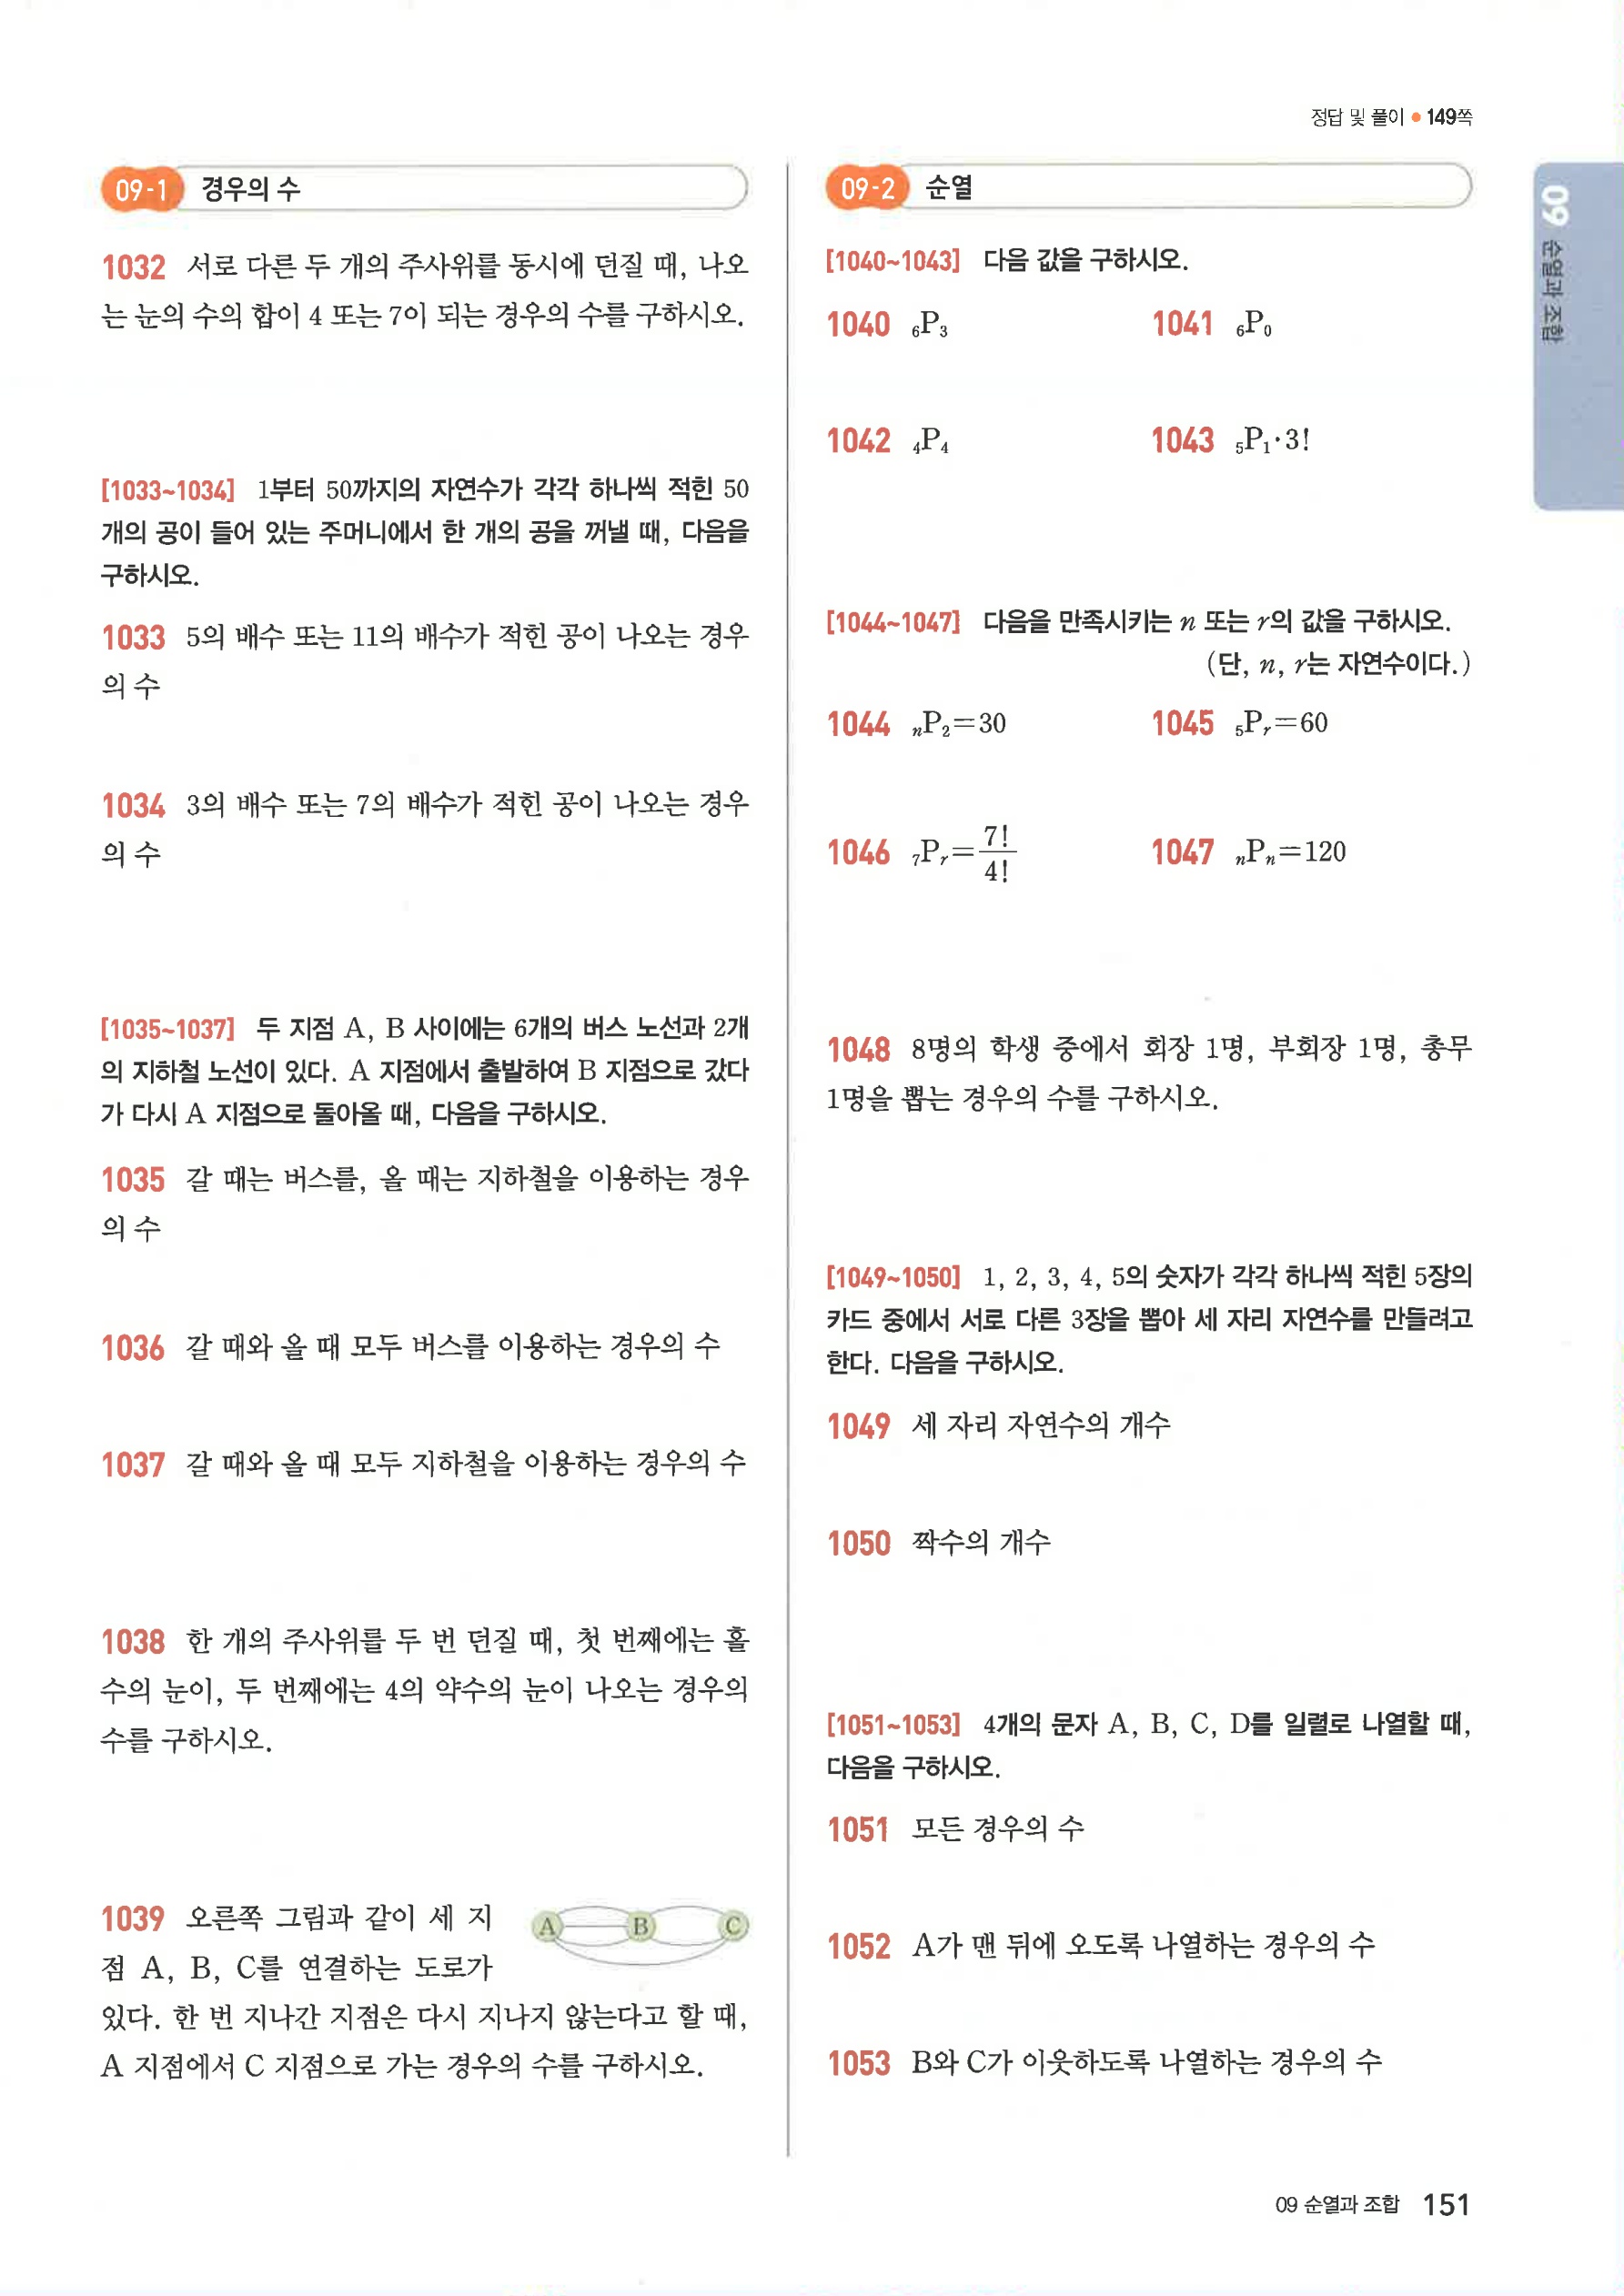 정답 및 풀이 ● 149쪽
09-1 경우의 수
1032 서로 다른 두 개의 주사위를 동시에 던질 때, 나오
는 눈의 수의 합이 4 또는 7이 되는 경우의 수를 구하시오.
[1033~1034] 1부터 50까지의 자연수가 각각 하나씩 적힌 50
개의 공이 들어 있는 주머니에서 한 개의 공을 꺼낼 때, 다음을
구하시오.
1033 5의 배수 또는 11의 배수가 적힌 공이 나오는 경우
의 수
1034 3의 배수 또는 7의 배수가 적힌 공이 나오는 경우
의 수
[1035~1037] 두 지점 A, B 사이에는 6개의 버스 노선과 2개
의 지하철 노선이 있다. A 지점에서 출발하여 B 지점으로 갔다
가 다시 A 지점으로 돌아올 때, 다음을 구하시오.
1035 갈 때는 버스를, 올 때는 지하철을 이용하는 경우
의 수
1036 갈 때와 올 때 모두 버스를 이용하는 경우의 수
1037 갈 때와 올 때 모두 지하철을 이용하는 경우의 수
1038 한 개의 주사위를 두 번 던질 때, 첫 번째에는 홀
수의 눈이, 두 번째에는 4의 약수의 눈이 나오는 경우의
수를 구하시오.
1039 오른쪽 그림과 같이 세 지
점 A, B, C를 연결하는 도로가
있다. 한 번 지나간 지점은 다시 지나지 않는다고 할 때,
A 지점에서 C 지점으로 가는 경우의 수를 구하시오.
A B C
09-2 순열
[1040~1043] 다음 값을 구하시오.
1040 ₆P₃ 1041 ₆P₀
1042 ₄P₄ 1043 ₅P₁·3!
[1044~1047] 다음을 만족시키는 n 또는 r의 값을 구하시오.
(단, n, r는 자연수이다.)
1044 ₙP₂=30 1045 ₅Pᵣ=60
1046 ₇Pᵣ=7!/4! 1047 ₙPₙ=120
1048 8명의 학생 중에서 회장 1명, 부회장 1명, 총무
1명을 뽑는 경우의 수를 구하시오.
[1049~1050] 1, 2, 3, 4, 5의 숫자가 각각 하나씩 적힌 5장의
카드 중에서 서로 다른 3장을 뽑아 세 자리 자연수를 만들려고
한다. 다음을 구하시오.
1049 세 자리 자연수의 개수
1050 짝수의 개수
[1051~1053] 4개의 문자 A, B, C, D를 일렬로 나열할 때,
다음을 구하시오.
1051 모든 경우의 수
1052 A가 맨 뒤에 오도록 나열하는 경우의 수
1053 B와 C가 이웃하도록 나열하는 경우의 수
09 순열과 조합
09 순열과 조합 151